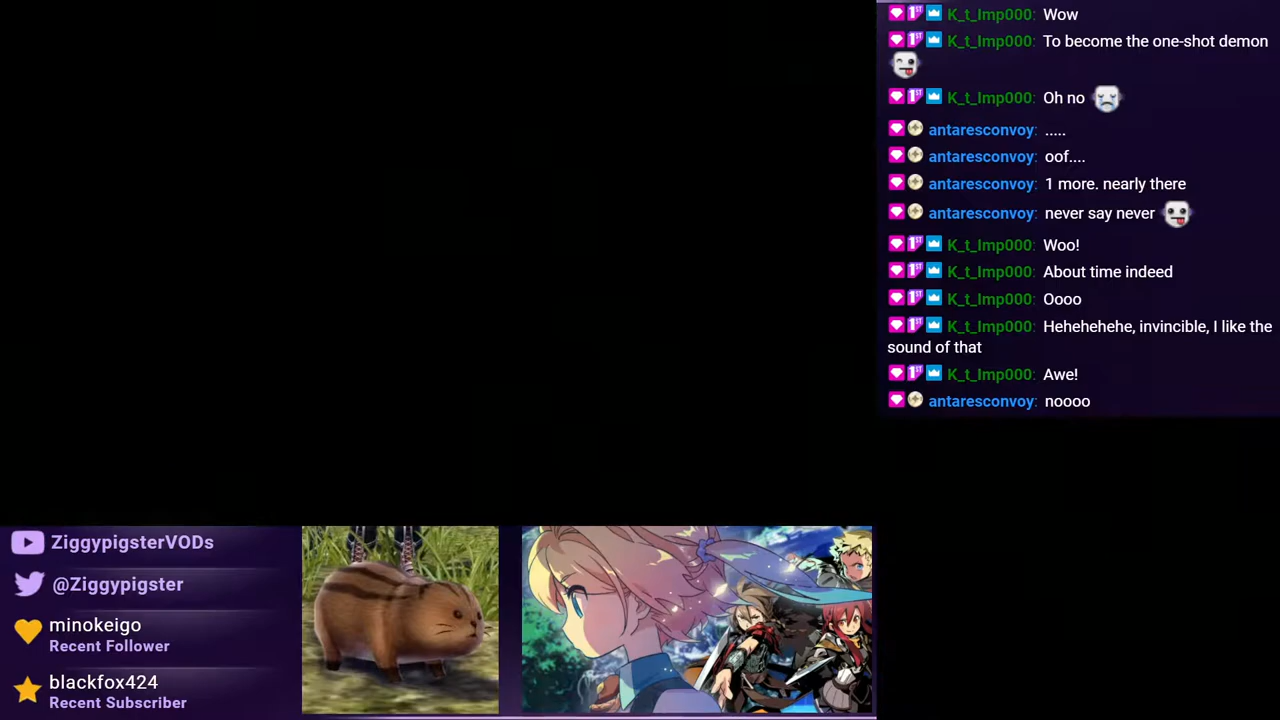 K_t_Imp000: Wow
K_t_Imp000: To become the one-shot demon
K_t_Imp000: Oh no
antaresconvoy: .....
antaresconvoy: oof....
antaresconvoy: 1 more. nearly there
antaresconvoy: never say never
K_t_Imp000: Woo!
K_t_Imp000: About time indeed
K_t_Imp000: Oooo
K_t_Imp000: Hehehehehe, invincible, I like the
sound of that
K_t_Imp000: Awe!
antaresconvoy: noooo
ZiggypigsterVODs
@Ziggypigster
minokeigo
Recent Follower
blackfox424
Recent Subscriber